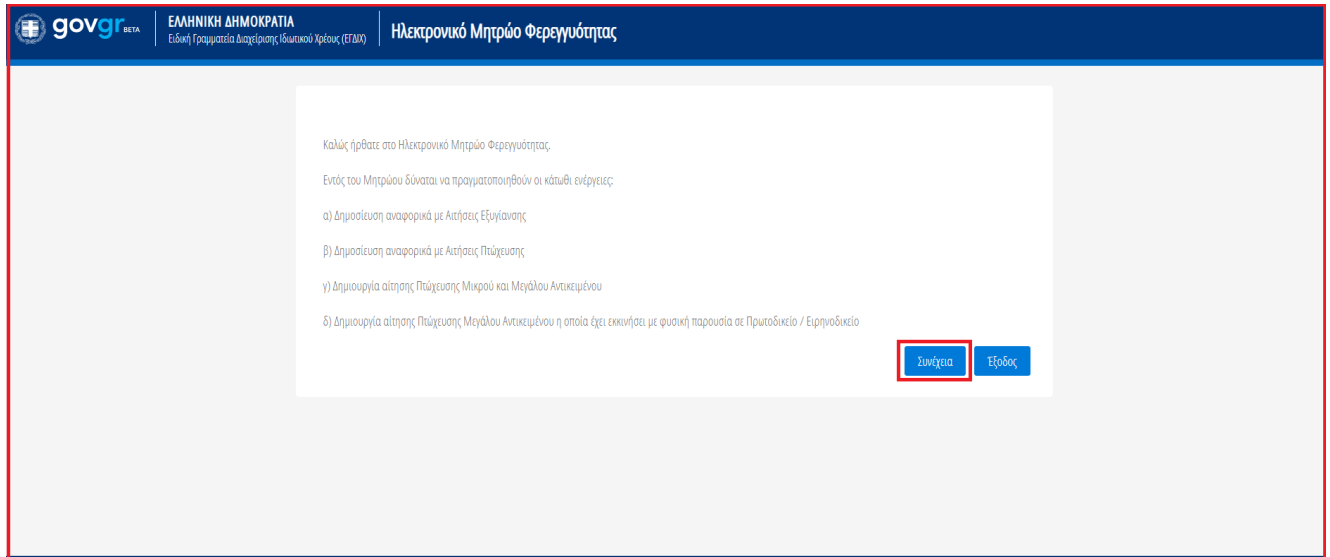 govgr BETA
ΕΛΛΗΝΙΚΗ ΔΗΜΟΚΡΑΤΙΑ
Ειδική Γραμματεία Διαχείρισης Ιδιωτικού Χρέους (ΕΓΔΙΧ)
Ηλεκτρονικό Μητρώο Φερεγγυότητας
Καλώς ήρθατε στο Ηλεκτρονικό Μητρώο Φερεγγυότητας.
Εντός του Μητρώου δύναται να πραγματοποιηθούν οι κάτωθι ενέργειες:
α) Δημοσίευση αναφορικά με Αιτήσεις Εξυγίανσης
β) Δημοσίευση αναφορικά με Αιτήσεις Πτώχευσης
γ) Δημιουργία αίτησης Πτώχευσης Μικρού και Μεγάλου Αντικειμένου
δ) Δημιουργία αίτησης Πτώχευσης Μεγάλου Αντικειμένου η οποία έχει εκκινήσει με φυσική παρουσία σε Πρωτοδικείο / Ειρηνοδικείο
Συνέχεια
Έξοδος